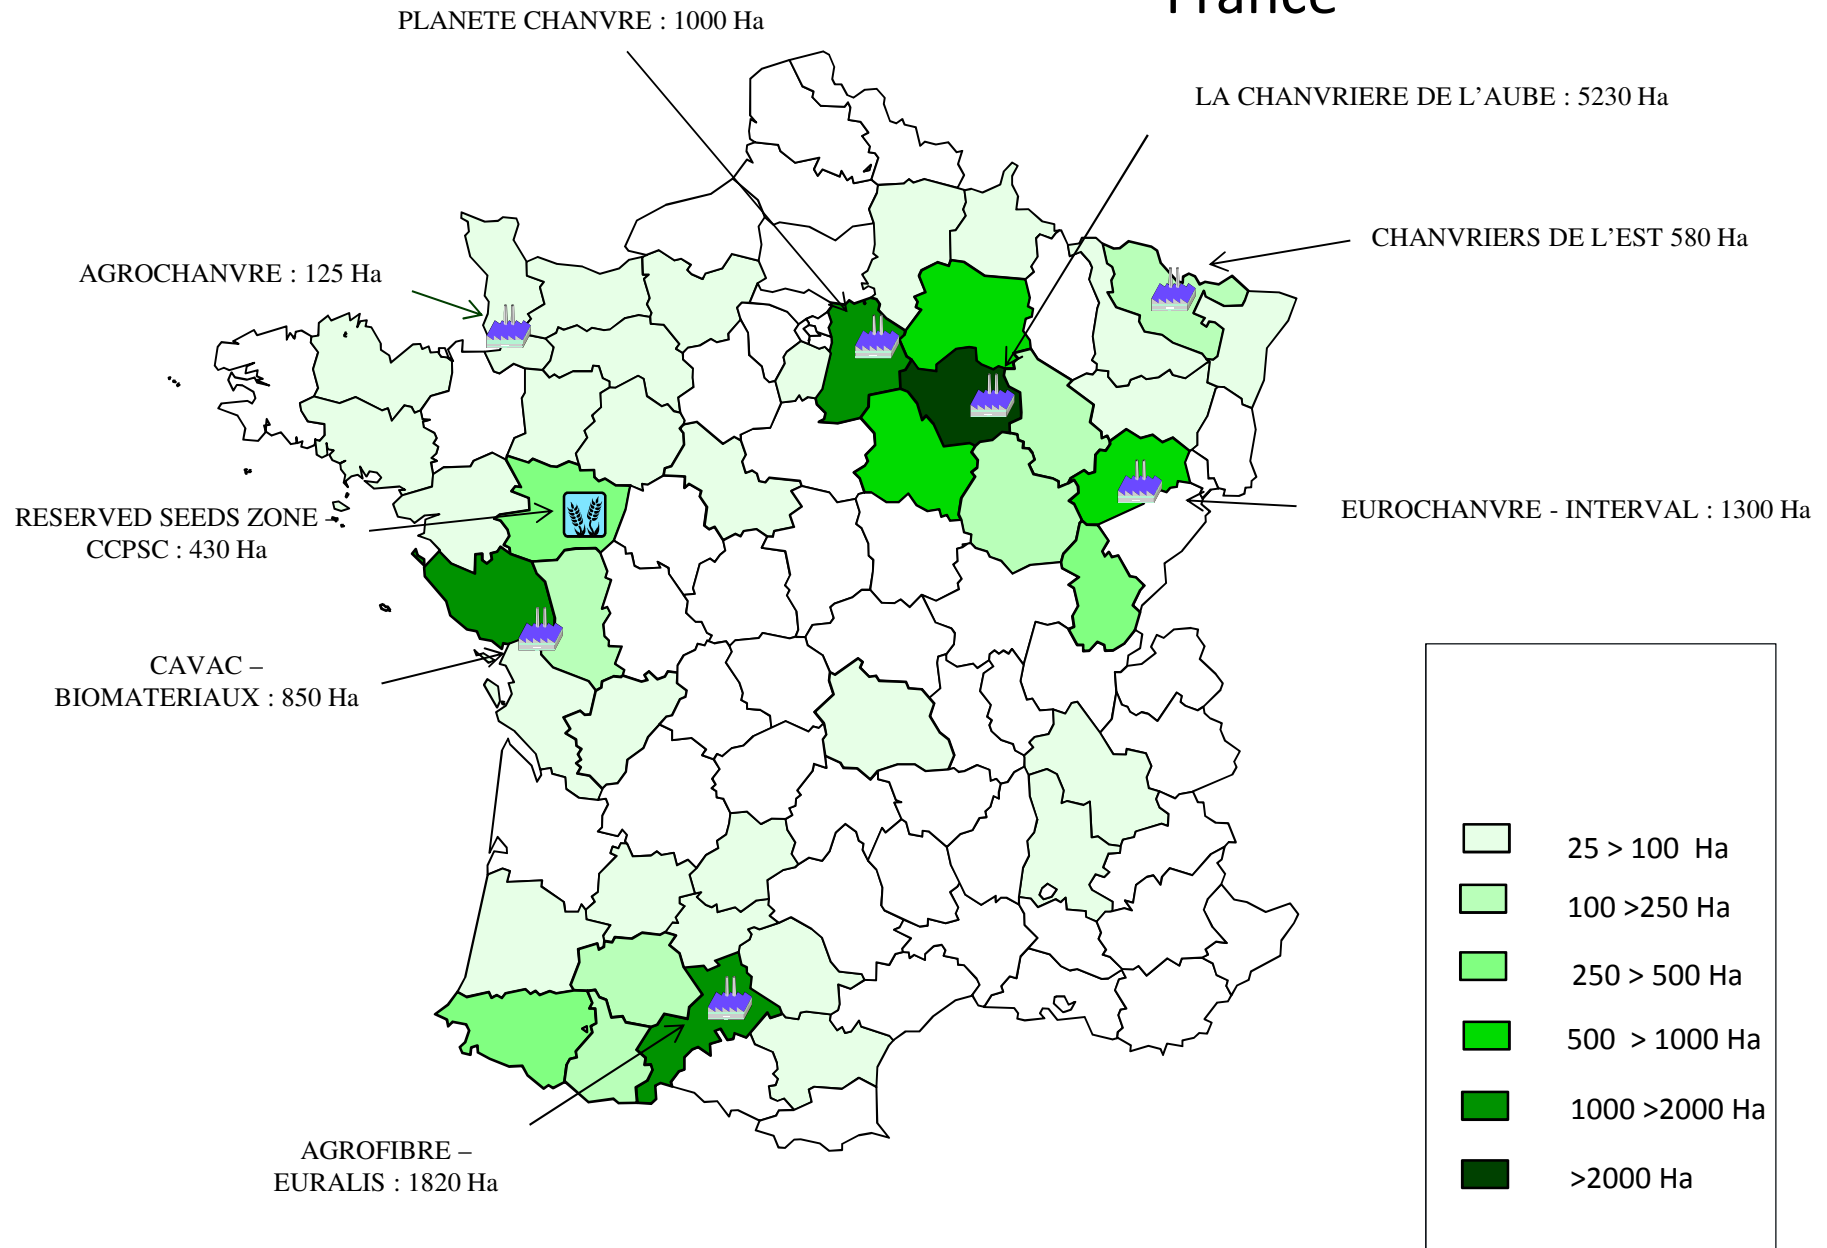 France
PLANETE CHANVRE : 1000 Ha
LA CHANVRIERE DE L'AUBE : 5230 Ha
CHANVRIERS DE L'EST 580 Ha
AGROCHANVRE : 125 Ha
EUROCHANVRE - INTERVAL : 1300 Ha
RESERVED SEEDS ZONE -
CCPSC : 430 Ha
CAVAC –
BIOMATERIAUX : 850 Ha
AGROFIBRE –
EURALIS : 1820 Ha
25 > 100 Ha
100 >250 Ha
250 > 500 Ha
500 > 1000 Ha
1000 >2000 Ha
>2000 Ha